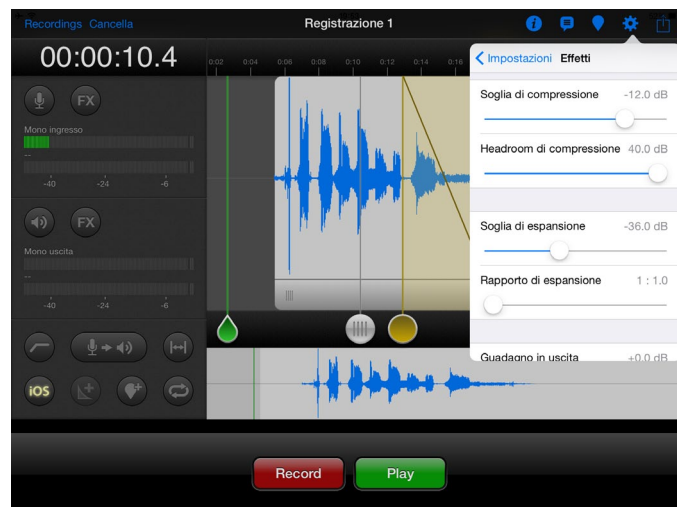 Recordings Cancella Registrazione 1
00:00:10.4
0:02 0:04 0:06 0:08 0:10 0:12 0:14 0:16
Impostazioni Effetti
Soglia di compressione -12.0 dB
Headroom di compressione 40.0 dB
Soglia di espansione -36.0 dB
Rapporto di espansione 1 : 1.0
Guadagno in uscita +0.0 dB
FX
Mono ingresso
--
-40 -24 -6
FX
Mono uscita
--
-40 -24 -6
iOS
Record Play